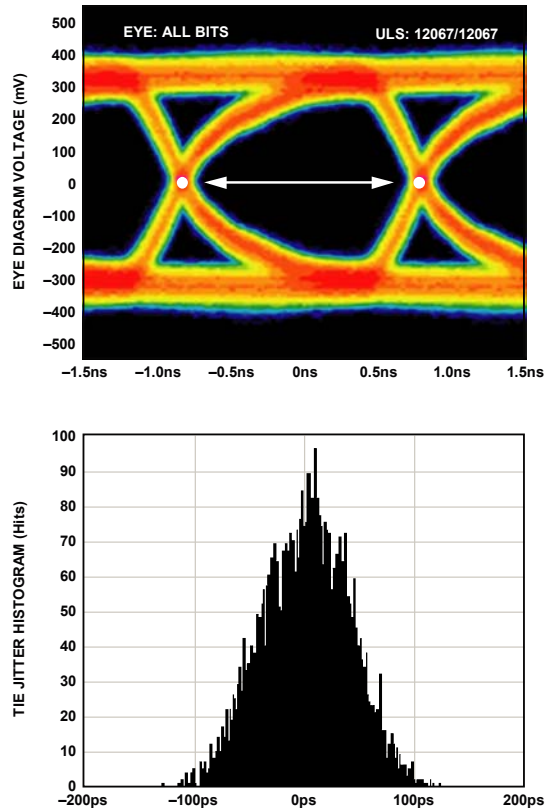 EYE: ALL BITS
ULS: 12067/12067
EYE DIAGRAM VOLTAGE (mV)
500
400
300
200
100
0
–100
–200
–300
–400
–500
–1.5ns
–1.0ns
–0.5ns
0ns
0.5ns
1.0ns
1.5ns
TIE JITTER HISTOGRAM (Hits)
100
90
80
70
60
50
40
30
20
10
0
–200ps
–100ps
0ps
100ps
200ps